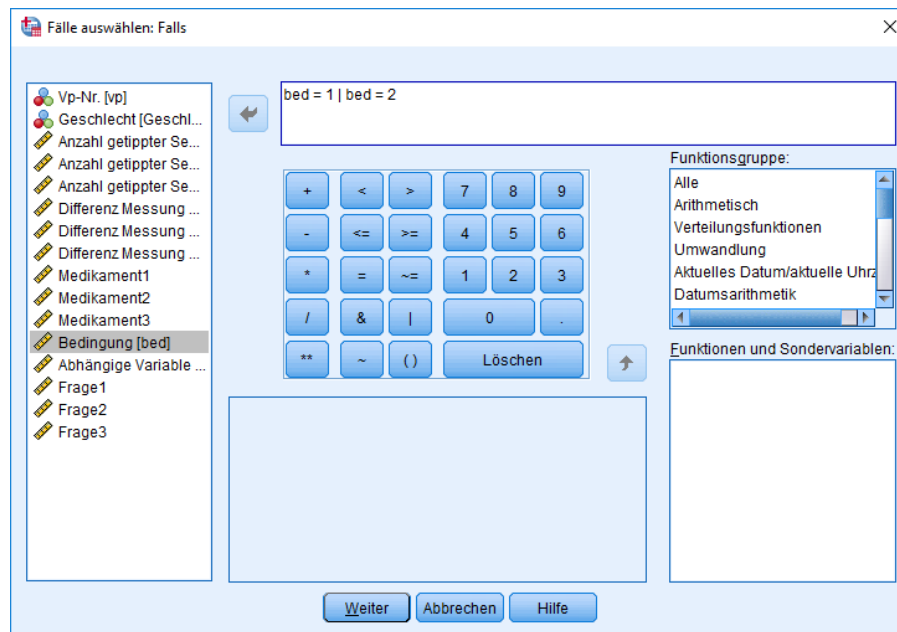 Fälle auswählen: Falls
Vp-Nr. [vp]
Geschlecht [Geschl...
Anzahl getippter Se...
Anzahl getippter Se...
Anzahl getippter Se...
Differenz Messung ...
Differenz Messung ...
Differenz Messung ...
Medikament1
Medikament2
Medikament3
Bedingung [bed]
Abhängige Variable ...
Frage1
Frage2
Frage3
bed = 1 | bed = 2
+ < > 7 8 9
- <= >= 4 5 6
* = ~= 1 2 3
/ & | 0 .
** ~ ( ) Löschen
Funktionsgruppe:
Alle
Arithmetisch
Verteilungsfunktionen
Umwandlung
Aktuelles Datum/aktuelle Uhrz
Datumsarithmetik
Funktionen und Sondervariablen:
Weiter Abbrechen Hilfe